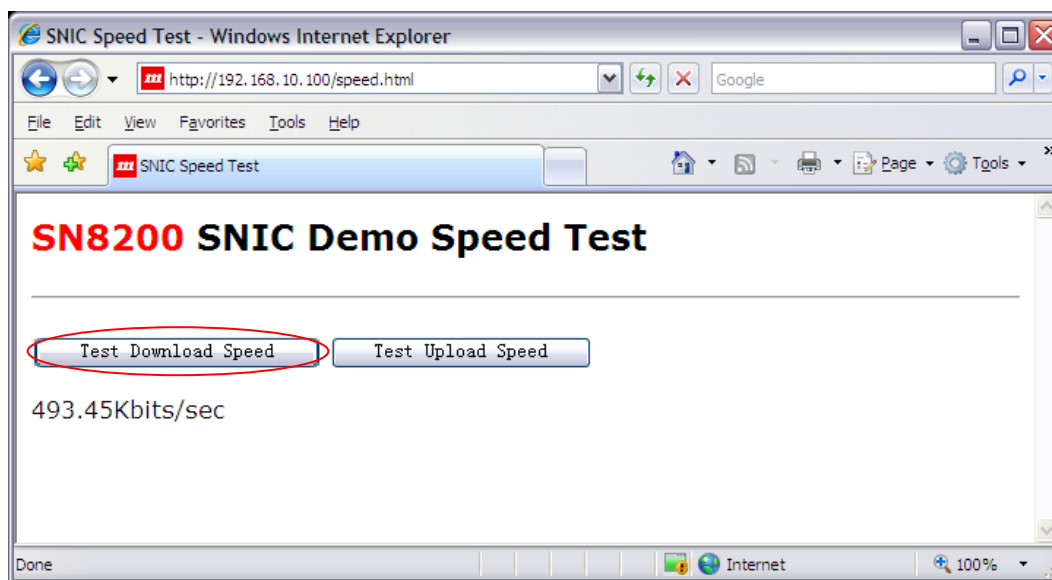 SNIC Speed Test - Windows Internet Explorer
http://192.168.10.100/speed.html
Google
File Edit View Favorites Tools Help
SNIC Speed Test
Page Tools »
SN8200 SNIC Demo Speed Test
Test Download Speed Test Upload Speed
493.45Kbits/sec
Done Internet 100%